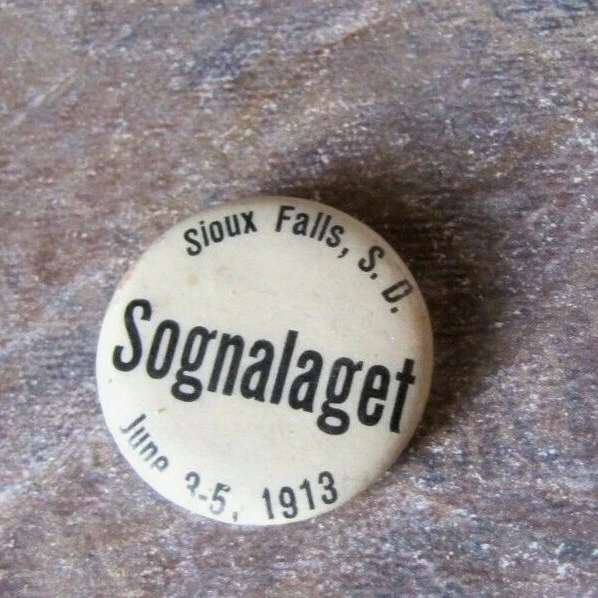 Sioux Falls, S. D.
Sognalaget
June 3-5, 1913